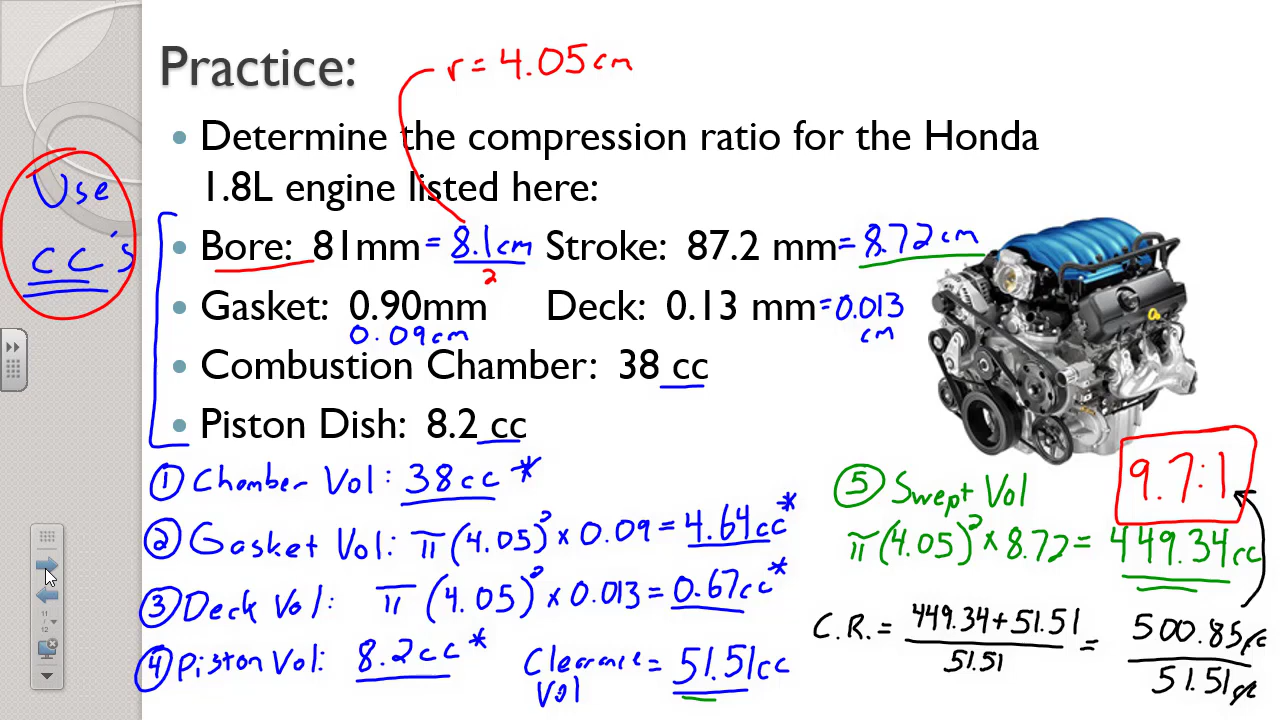 Practice:
r = 4.05cm
• Determine the compression ratio for the Honda
1.8L engine listed here:
Use
cc's
• Bore: 81mm = 8.1cm Stroke: 87.2 mm = 8.72cm
2
• Gasket: 0.90mm Deck: 0.13 mm = 0.013
0.09cm cm
• Combustion Chamber: 38 cc
• Piston Dish: 8.2 cc
① Chamber Vol: 38cc *
② Gasket Vol: π(4.05)² × 0.09 = 4.64cc *
③ Deck Vol: π(4.05)² × 0.013 = 0.67cc *
④ Piston Vol: 8.2cc *
Clearance = 51.51cc
Vol
⑤ Swept Vol
9.7:1
π(4.05)² × 8.72 = 449.34cc
C.R. = 449.34 + 51.51 = 500.85cc
51.51 51.51cc
11
12